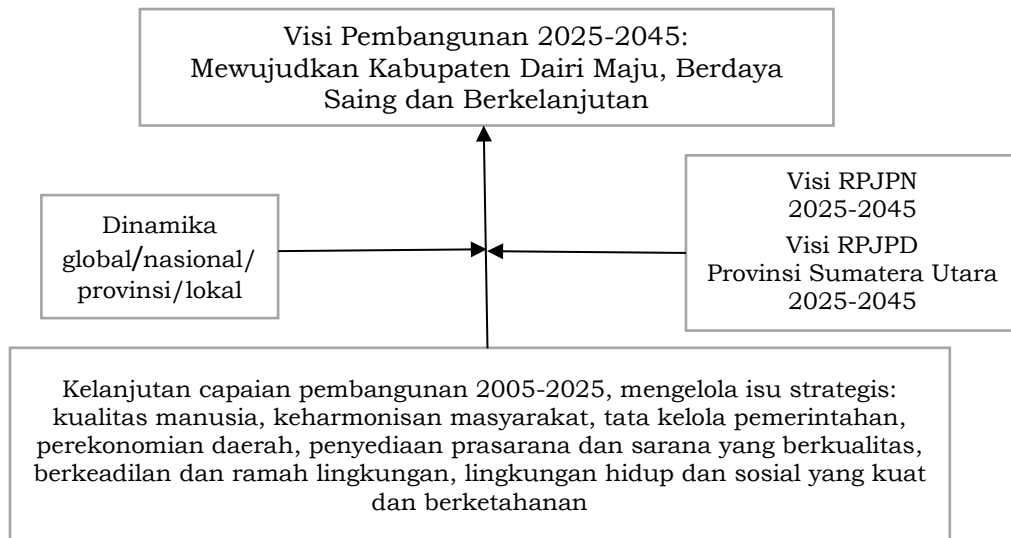 Visi Pembangunan 2025-2045:
Mewujudkan Kabupaten Dairi Maju, Berdaya
Saing dan Berkelanjutan
Dinamika
global/nasional/
provinsi/lokal
Visi RPJPN
2025-2045
Visi RPJPD
Provinsi Sumatera Utara
2025-2045
Kelanjutan capaian pembangunan 2005-2025, mengelola isu strategis:
kualitas manusia, keharmonisan masyarakat, tata kelola pemerintahan,
perekonomian daerah, penyediaan prasarana dan sarana yang berkualitas,
berkeadilan dan ramah lingkungan, lingkungan hidup dan sosial yang kuat
dan berketahanan